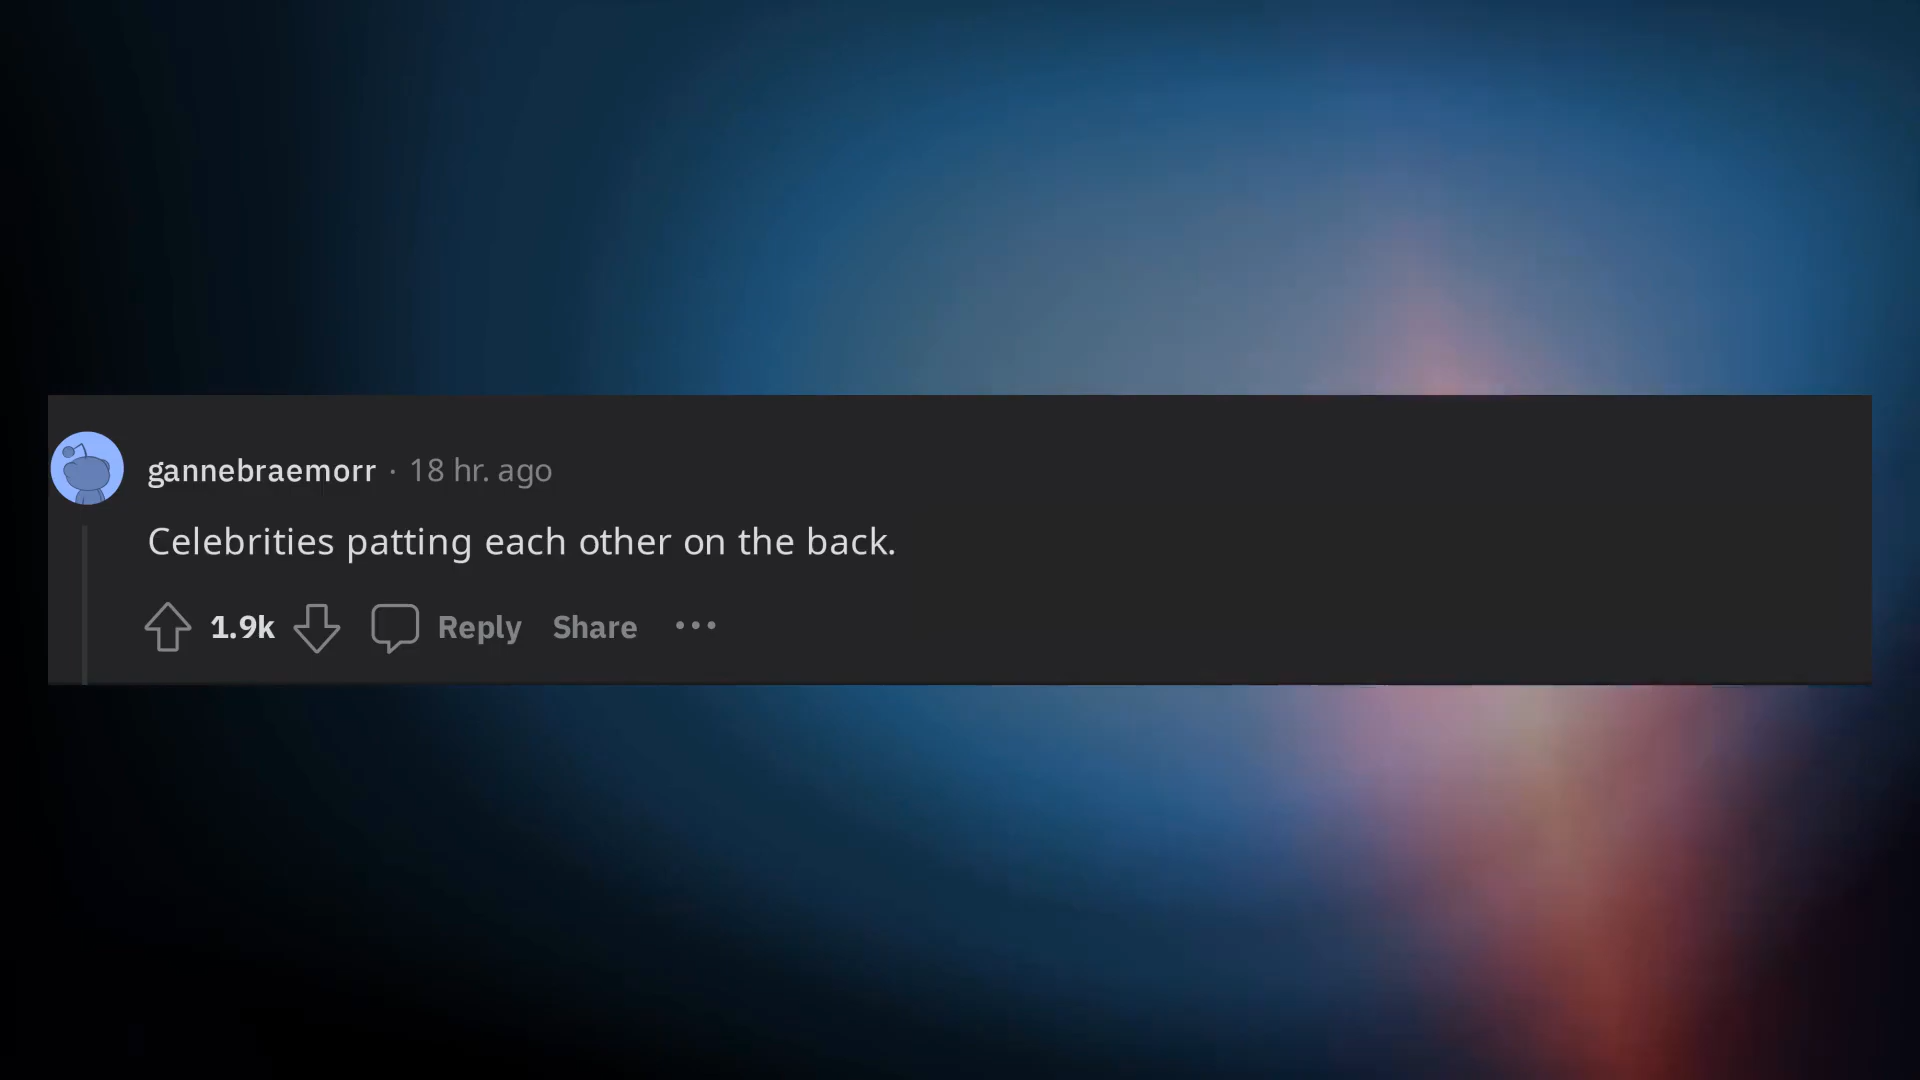 gannebraemorr · 18 hr. ago
Celebrities patting each other on the back.
1.9k Reply Share ···